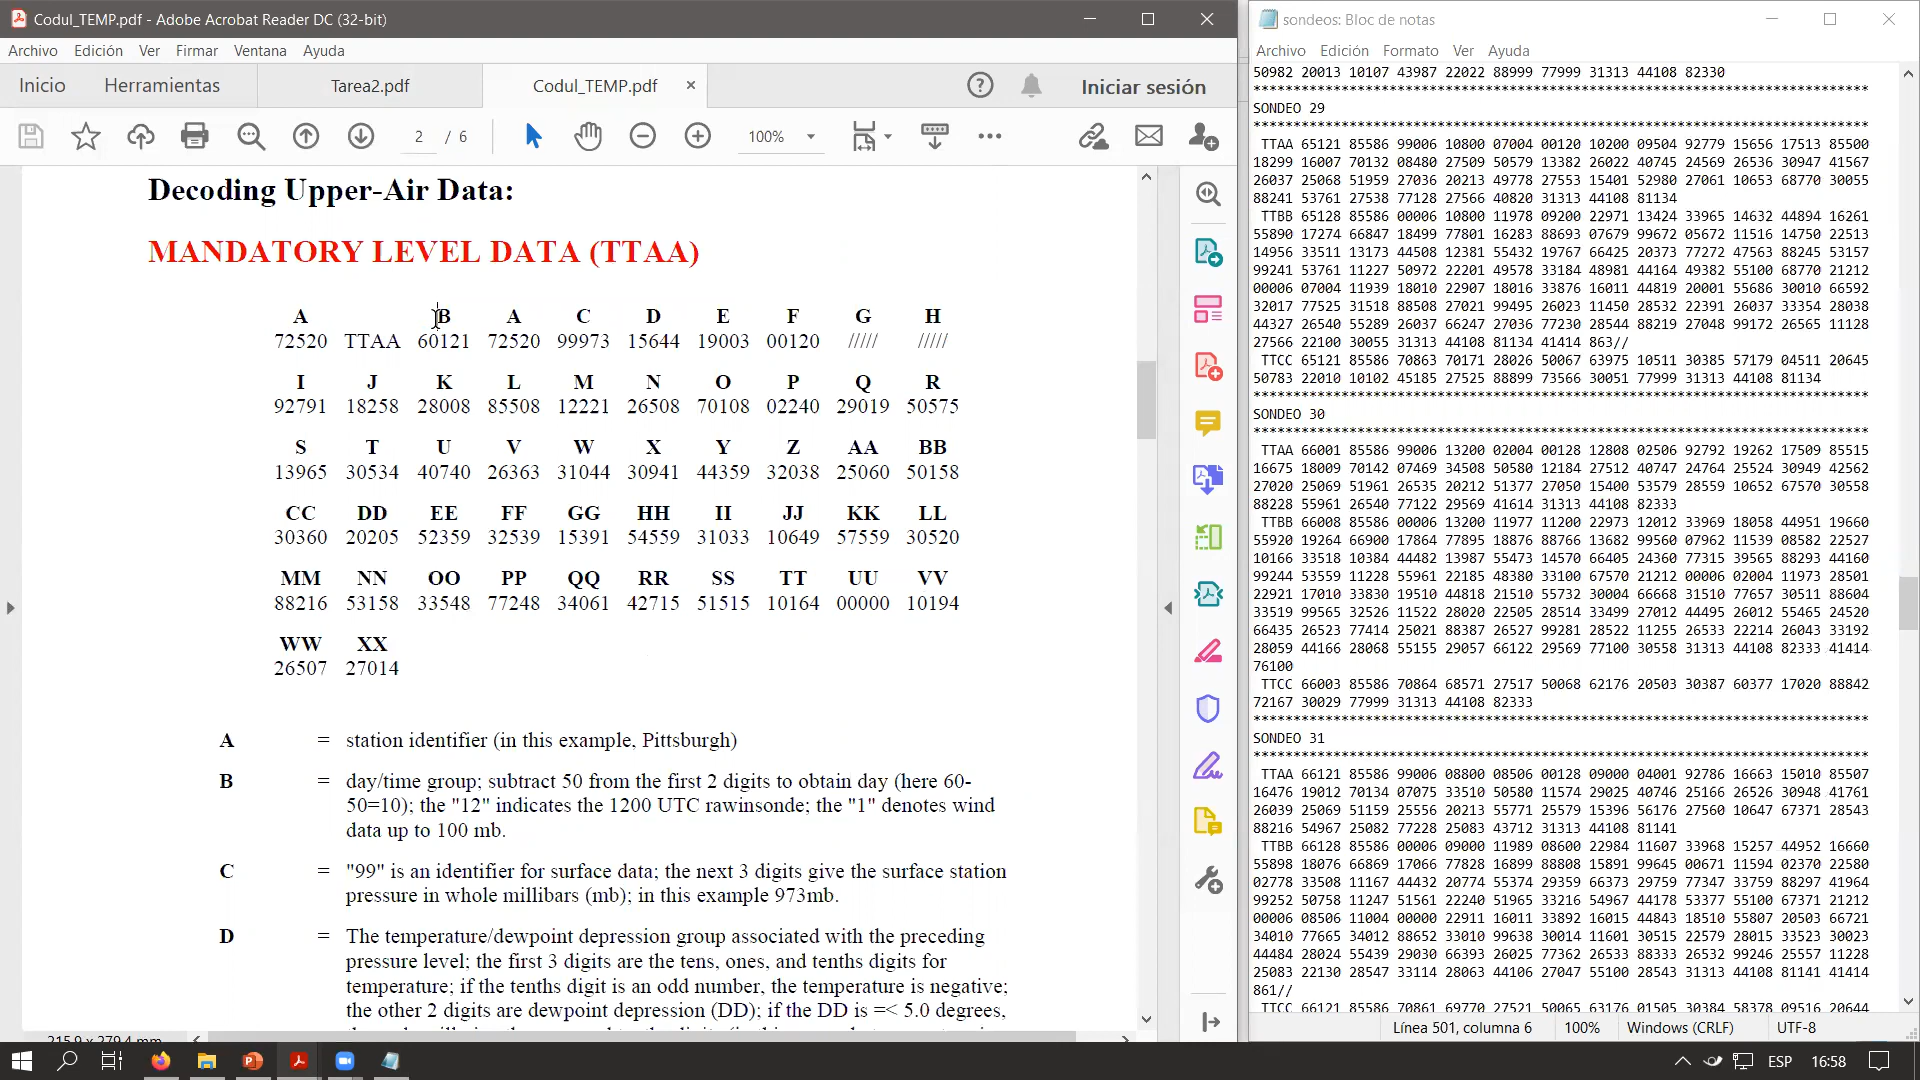 Codul_TEMP.pdf - Adobe Acrobat Reader DC (32-bit)
Archivo Edición Ver Firmar Ventana Ayuda
Inicio Herramientas Tarea2.pdf Codul_TEMP.pdf × Iniciar sesión
2 / 6 100%
Decoding Upper-Air Data:
MANDATORY LEVEL DATA (TTAA)
A B A C D E F G H
72520 TTAA 60121 72520 99973 15644 19003 00120 ///// /////
I J K L M N O P Q R
92791 18258 28008 85508 12221 26508 70108 02240 29019 50575
S T U V W X Y Z AA BB
13965 30534 40740 26363 31044 30941 44359 32038 25060 50158
CC DD EE FF GG HH II JJ KK LL
30360 20205 52359 32539 15391 54559 31033 10649 57559 30520
MM NN OO PP QQ RR SS TT UU VV
88216 53158 33548 77248 34061 42715 51515 10164 00000 10194
WW XX
26507 27014
A = station identifier (in this example, Pittsburgh)
B = day/time group; subtract 50 from the first 2 digits to obtain day (here 60-
50=10); the "12" indicates the 1200 UTC rawinsonde; the "1" denotes wind
data up to 100 mb.
C = "99" is an identifier for surface data; the next 3 digits give the surface station
pressure in whole millibars (mb); in this example 973mb.
D = The temperature/dewpoint depression group associated with the preceding
pressure level; the first 3 digits are the tens, ones, and tenths digits for
temperature; if the tenths digit is an odd number, the temperature is negative;
the other 2 digits are dewpoint depression (DD); if the DD is =< 5.0 degrees,
215,9 x 279,4 mm
sondeos: Bloc de notas
Archivo Edición Formato Ver Ayuda
50982 20013 10107 43987 22022 88999 77999 31313 44108 82330
*****************************************************************************
SONDEO 29
*****************************************************************************
TTAA 65121 85586 99006 10800 07004 00120 10200 09504 92779 15656 17513 85500
18299 16007 70132 08480 27509 50579 13382 26022 40745 24569 26536 30947 41567
26037 25068 51959 27036 20213 49778 27553 15401 52980 27061 10653 68770 30055
88241 53761 27538 77128 27566 40820 31313 44108 81134
TTBB 65128 85586 00006 10800 11978 09200 22971 13424 33965 14632 44894 16261
55890 17274 66847 18499 77801 16283 88693 07679 99672 05672 11516 14750 22513
14956 33511 13173 44508 12381 55432 19767 66425 20373 77272 47563 88245 53157
99241 53761 11227 50972 22201 49578 33184 48981 44164 49382 55100 68770 21212
00006 07004 11939 18010 22907 18016 33876 16011 44819 20001 55686 30010 66592
32017 77525 31518 88508 27021 99495 26023 11450 28532 22391 26037 33354 28038
44327 26540 55289 26037 66247 27036 77230 28544 88219 27048 99172 26565 11128
27566 22100 30055 31313 44108 81134 41414 863//
TTCC 65121 85586 70863 70171 28026 50067 63975 10511 30385 57179 04511 20645
50783 22010 10102 45185 27525 88899 73566 30051 77999 31313 44108 81134
*****************************************************************************
SONDEO 30
*****************************************************************************
TTAA 66001 85586 99006 13200 02004 00128 12808 02506 92792 19262 17509 85515
16675 18009 70142 07469 34508 50580 12184 27512 40747 24764 25524 30949 42562
27020 25069 51961 26535 20212 51377 27050 15400 53579 28559 10652 67570 30558
88228 55961 26540 77122 29569 41614 31313 44108 82333
TTBB 66008 85586 00006 13200 11977 11200 22973 12012 33969 18058 44951 19660
55920 19264 66900 17864 77895 18876 88766 13682 99560 07962 11539 08582 22527
10166 33518 10384 44482 13987 55473 14570 66405 24360 77315 39565 88293 44160
99244 53559 11228 55961 22185 48380 33100 67570 21212 00006 02004 11973 28501
22921 17010 33830 19510 44818 21510 55732 30004 66668 31510 77657 30511 88604
33519 99565 32526 11522 28020 22505 28514 33499 27012 44495 26012 55465 24520
66435 26523 77414 25021 88387 26527 99281 28522 11255 26533 22214 26043 33192
28059 44166 28068 55155 29057 66122 29569 77100 30558 31313 44108 82333 41414
76100
TTCC 66003 85586 70864 68571 27517 50068 62176 20503 30387 60377 17020 88842
72167 30029 77999 31313 44108 82333
*****************************************************************************
SONDEO 31
*****************************************************************************
TTAA 66121 85586 99006 08800 08506 00128 09000 04001 92786 16663 15010 85507
16476 19012 70134 07075 33510 50580 11574 29025 40746 25166 26526 30948 41761
26039 25069 51159 25556 20213 55771 25579 15396 56176 27560 10647 67371 28543
88216 54967 25082 77228 25083 43712 31313 44108 81141
TTBB 66128 85586 00006 09000 11989 08600 22984 11607 33968 15257 44952 16660
55898 18076 66869 17066 77828 16899 88808 15891 99645 00671 11594 02370 22580
02778 33508 11167 44432 20774 55374 29359 66373 29759 77347 33759 88297 41964
99252 50758 11247 51561 22240 51965 33216 54967 44178 53377 55100 67371 21212
00006 08506 11004 00000 22911 16011 33892 16015 44843 18510 55807 20503 66721
34010 77665 34012 88652 33010 99638 30014 11601 30515 22579 28015 33523 30023
44484 28024 55439 29030 66393 26025 77362 26533 88333 26532 99246 25557 11228
25083 22130 28547 33114 28063 44106 27047 55100 28543 31313 44108 81141 41414
861//
TTCC 66121 85586 70861 69770 27521 50065 63176 01505 30384 58378 09516 20644
Línea 501, columna 6 100% Windows (CRLF) UTF-8
ESP 16:58